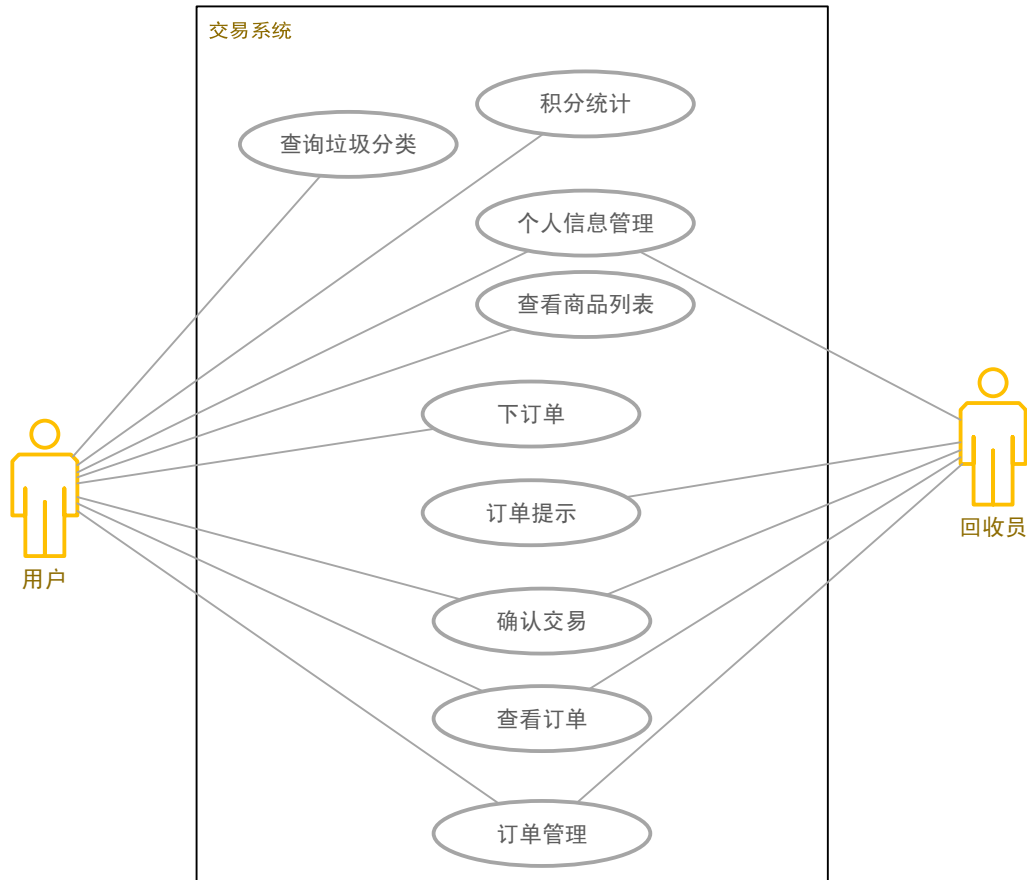 交易系统
积分统计
查询垃圾分类
个人信息管理
查看商品列表
下订单
订单提示
回收员
用户
确认交易
查看订单
订单管理